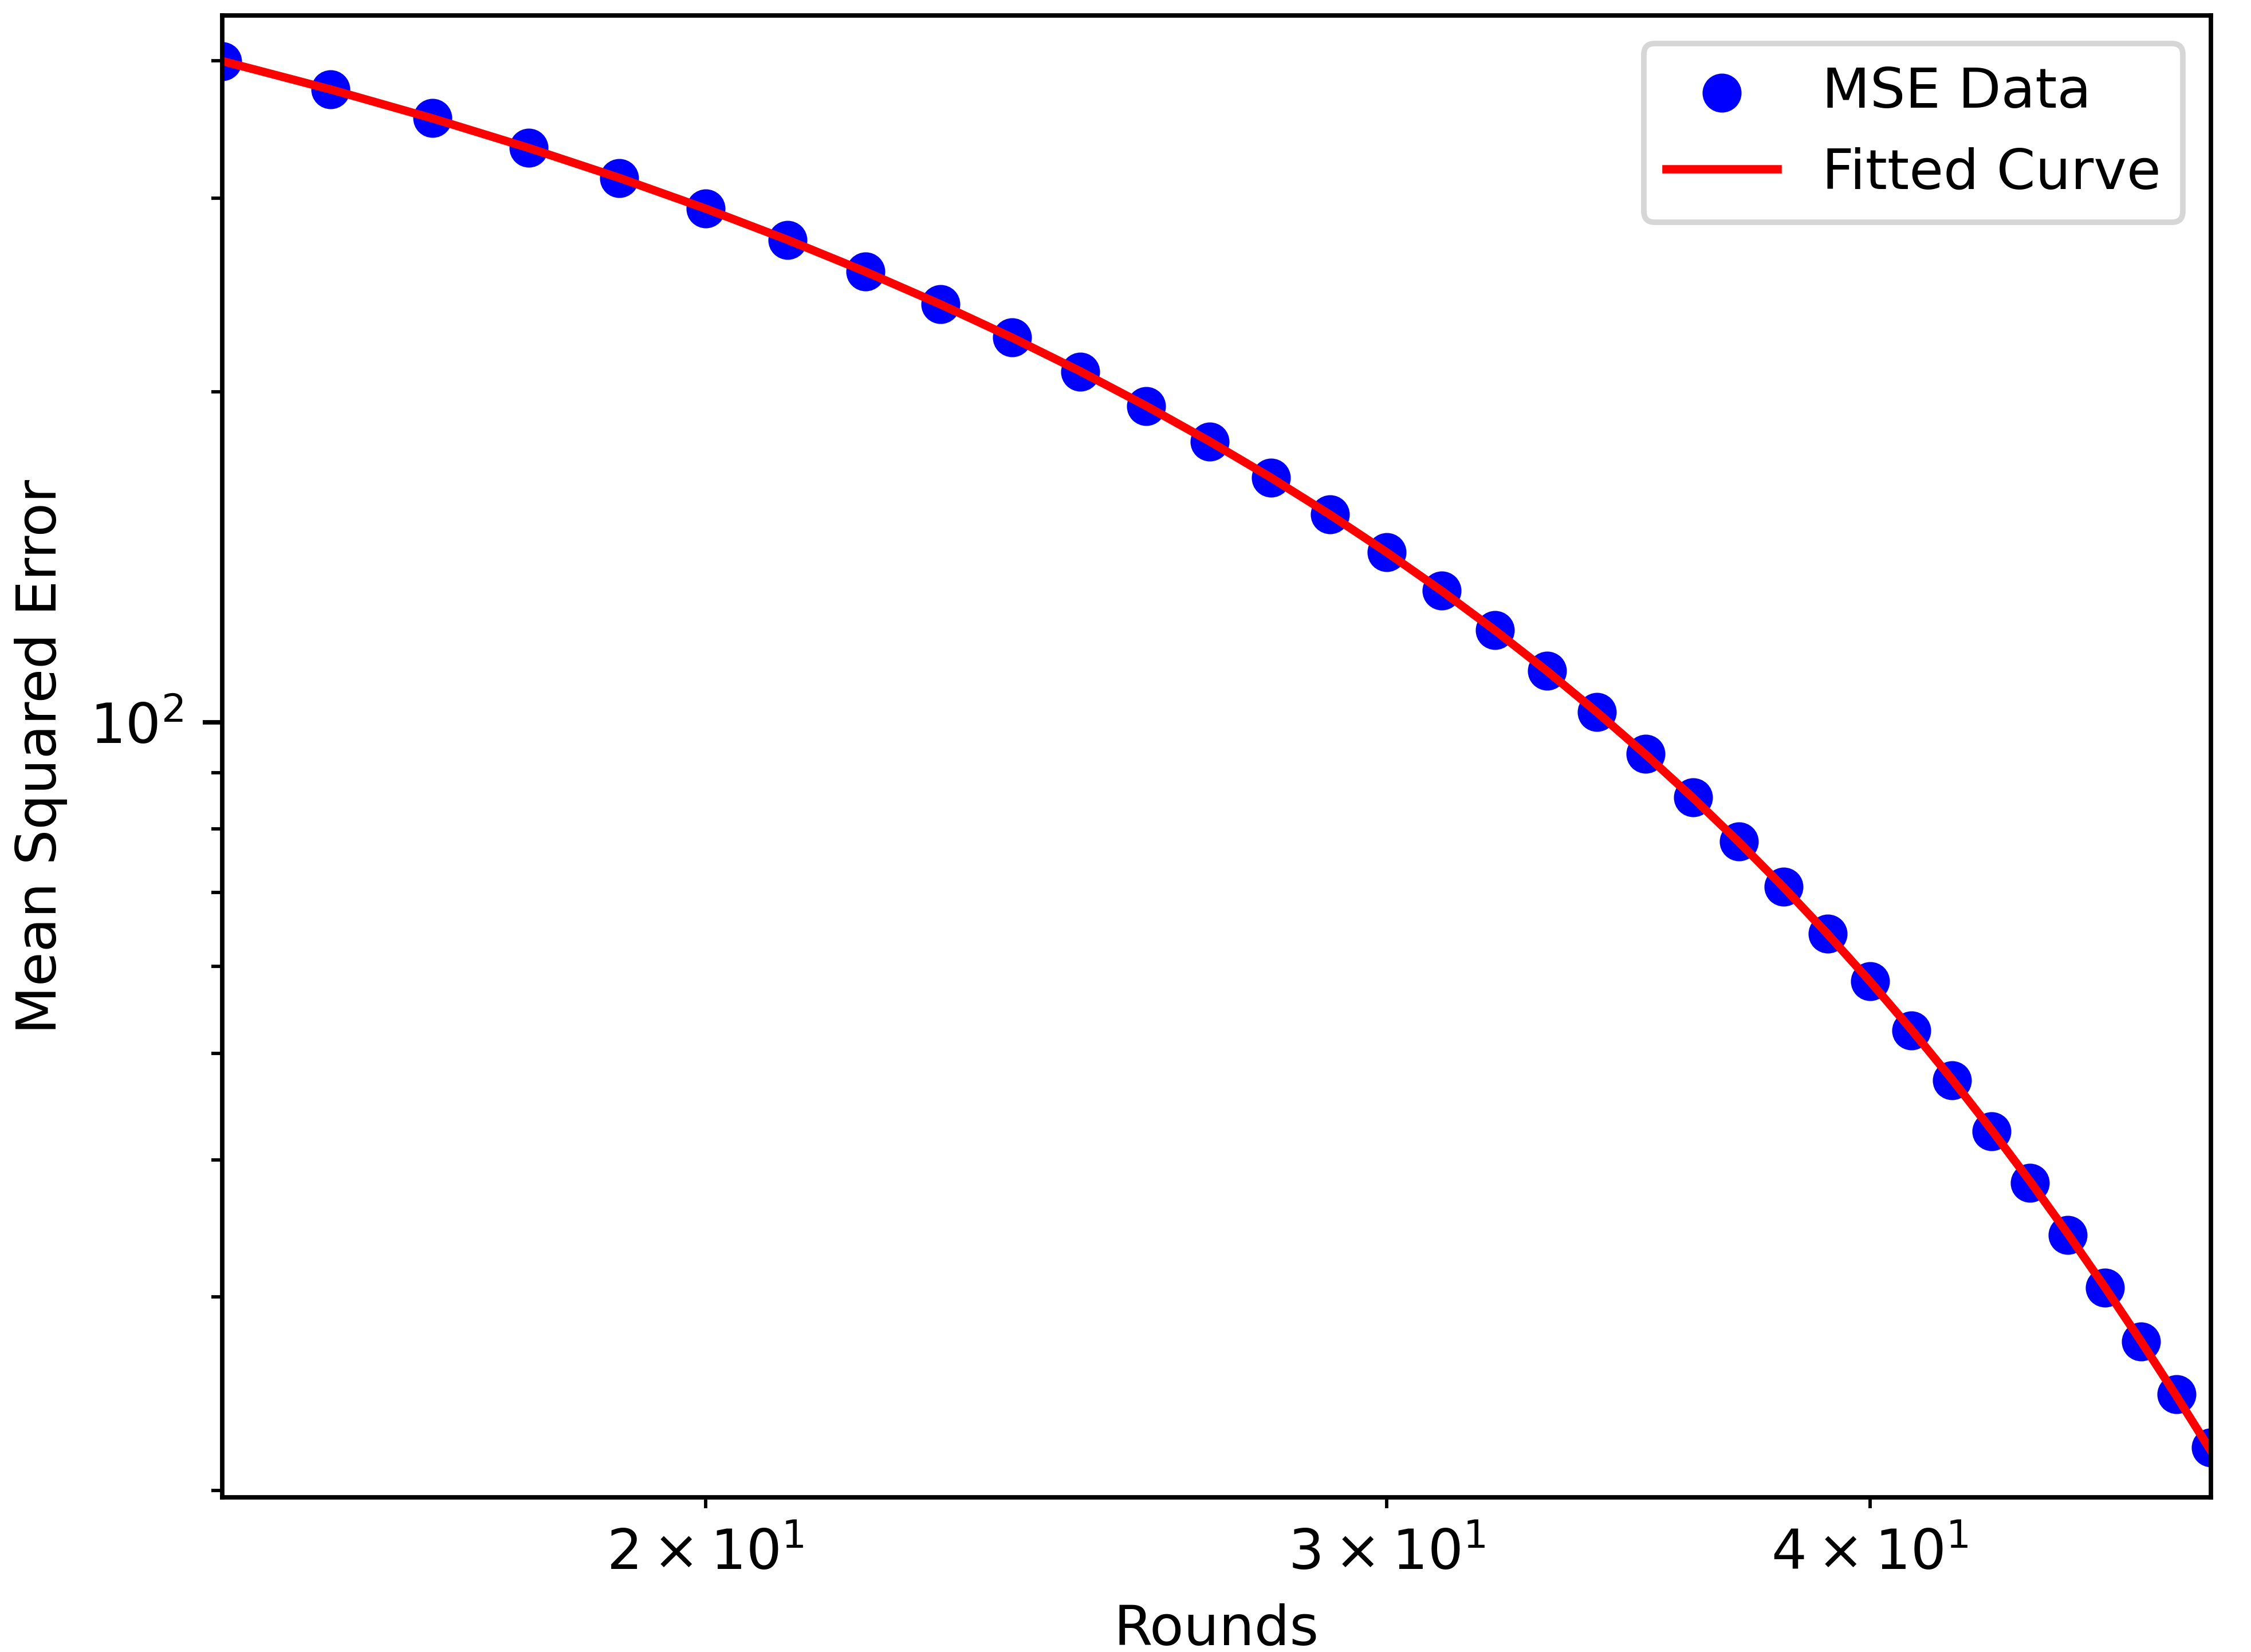 MSE Data
Fitted Curve
Mean Squared Error
10²
2 × 10¹
3 × 10¹
4 × 10¹
Rounds